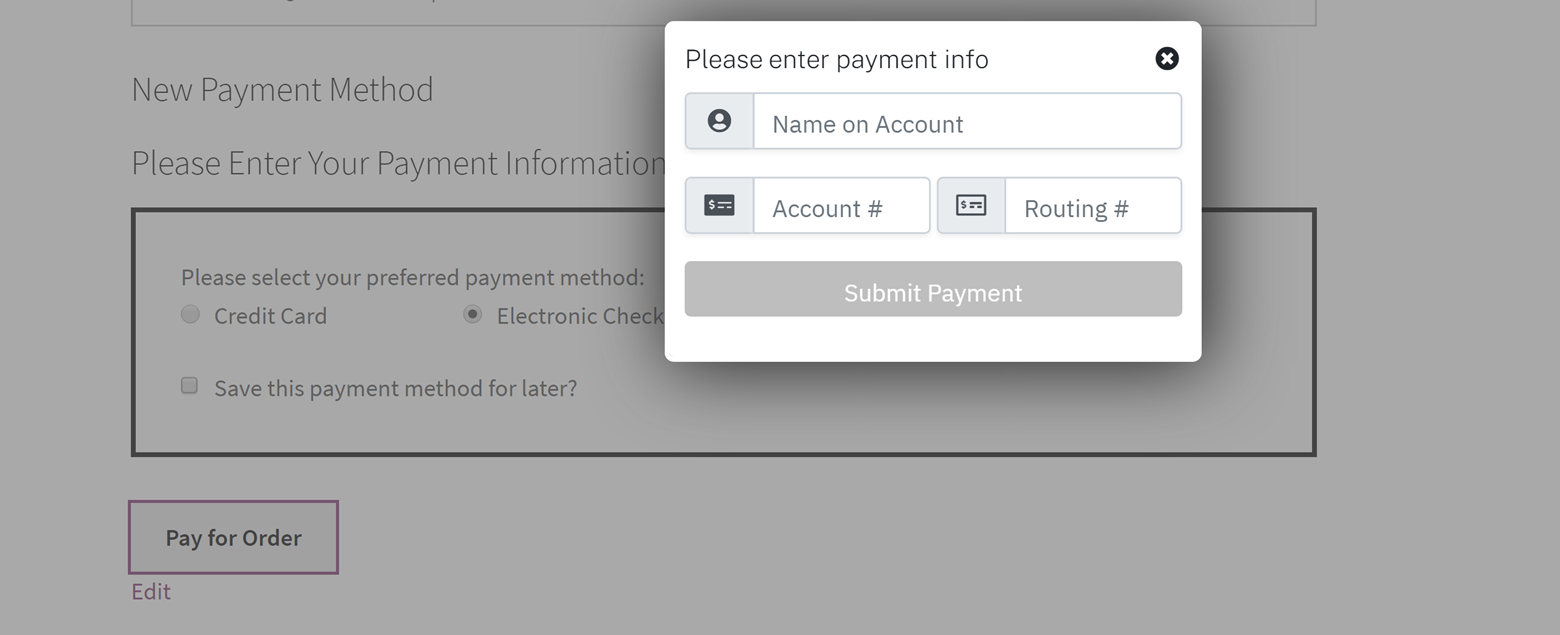 New Payment Method
Please Enter Your Payment Information
Please select your preferred payment method:
Credit Card
Electronic Check
Save this payment method for later?
Pay for Order
Edit
Please enter payment info
Name on Account
Account #
Routing #
Submit Payment